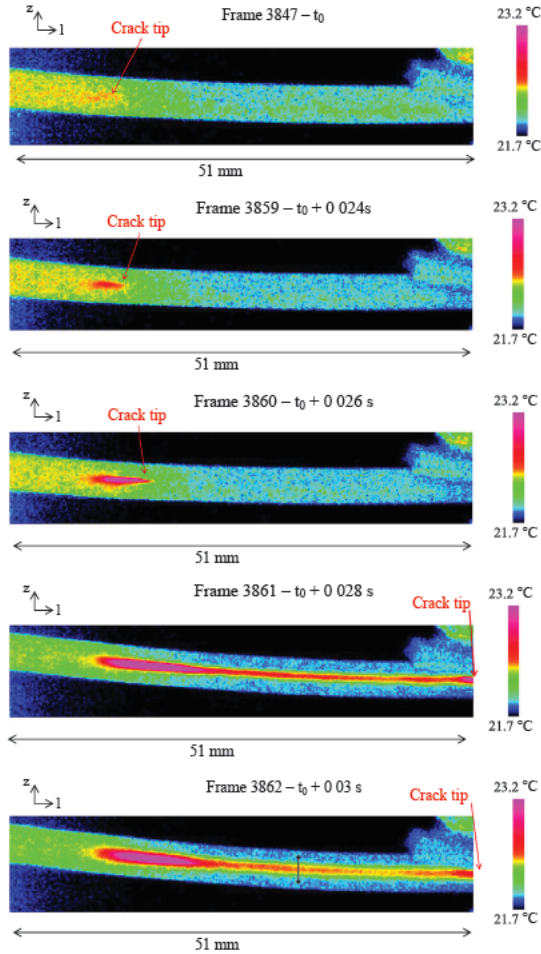 Frame 3847 – t0
23.2 °C
z
1
Crack tip
21.7 °C
51 mm
Frame 3859 – t0 + 0 024s
23.2 °C
z
1
Crack tip
21.7 °C
51 mm
Frame 3860 – t0 + 0 026 s
23.2 °C
z
1
Crack tip
21.7 °C
51 mm
Frame 3861 – t0 + 0 028 s
23.2 °C
z
1
Crack tip
21.7 °C
51 mm
Frame 3862 – t0 + 0 03 s
23.2 °C
z
1
Crack tip
21.7 °C
51 mm